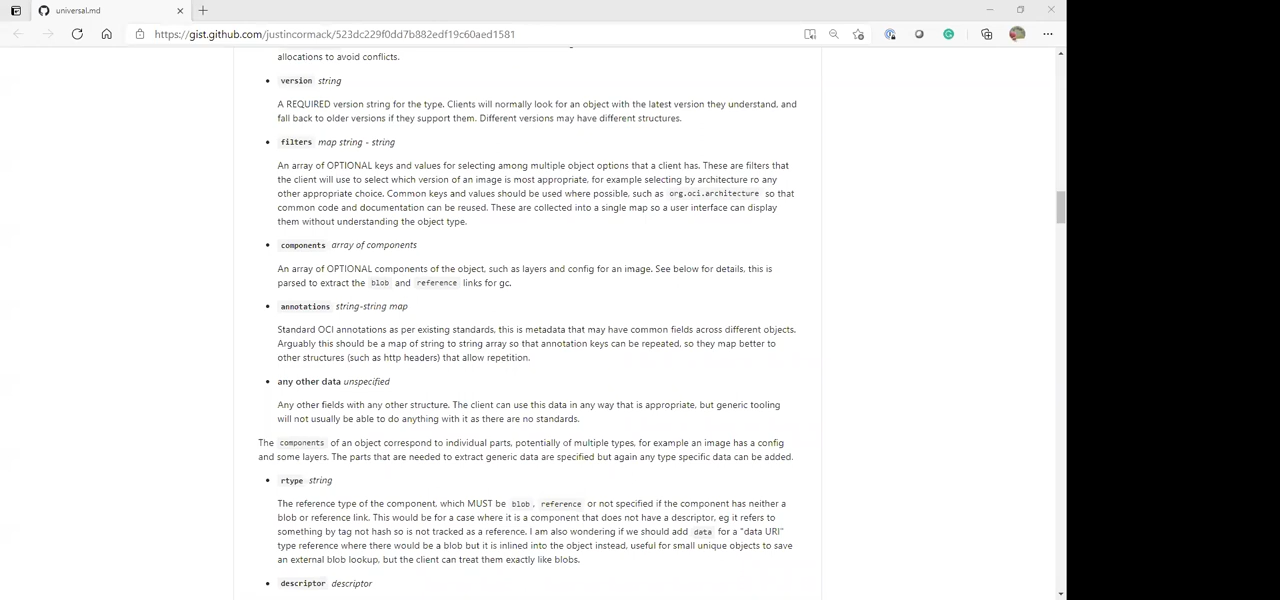 universal.md
https://gist.github.com/justincormack/523dc229f0dd7b882edf19c60aed1581
allocations to avoid conflicts.
version string
A REQUIRED version string for the type. Clients will normally look for an object with the latest version they understand, and
fall back to older versions if they support them. Different versions may have different structures.
filters map string - string
An array of OPTIONAL keys and values for selecting among multiple object options that a client has. These are filters that
the client will use to select which version of an image is most appropriate, for example selecting by architecture ro any
other appropriate choice. Common keys and values should be used where possible, such as org.oci.architecture so that
common code and documentation can be reused. These are collected into a single map so a user interface can display
them without understanding the object type.
components array of components
An array of OPTIONAL components of the object, such as layers and config for an image. See below for details, this is
parsed to extract the blob and reference links for gc.
annotations string-string map
Standard OCI annotations as per existing standards, this is metadata that may have common fields across different objects.
Arguably this should be a map of string to string array so that annotation keys can be repeated, so they map better to
other structures (such as http headers) that allow repetition.
any other data unspecified
Any other fields with any other structure. The client can use this data in any way that is appropriate, but generic tooling
will not usually be able to do anything with it as there are no standards.
The components of an object correspond to individual parts, potentially of multiple types, for example an image has a config
and some layers. The parts that are needed to extract generic data are specified but again any type specific data can be added.
rtype string
The reference type of the component, which MUST be blob, reference or not specified if the component has neither a
blob or reference link. This would be for a case where it is a component that does not have a descriptor, eg it refers to
something by tag not hash so is not tracked as a reference. I am also wondering if we should add data for a "data URI"
type reference where there would be a blob but it is inlined into the object instead, useful for small unique objects to save
an external blob lookup, but the client can treat them exactly like blobs.
descriptor descriptor